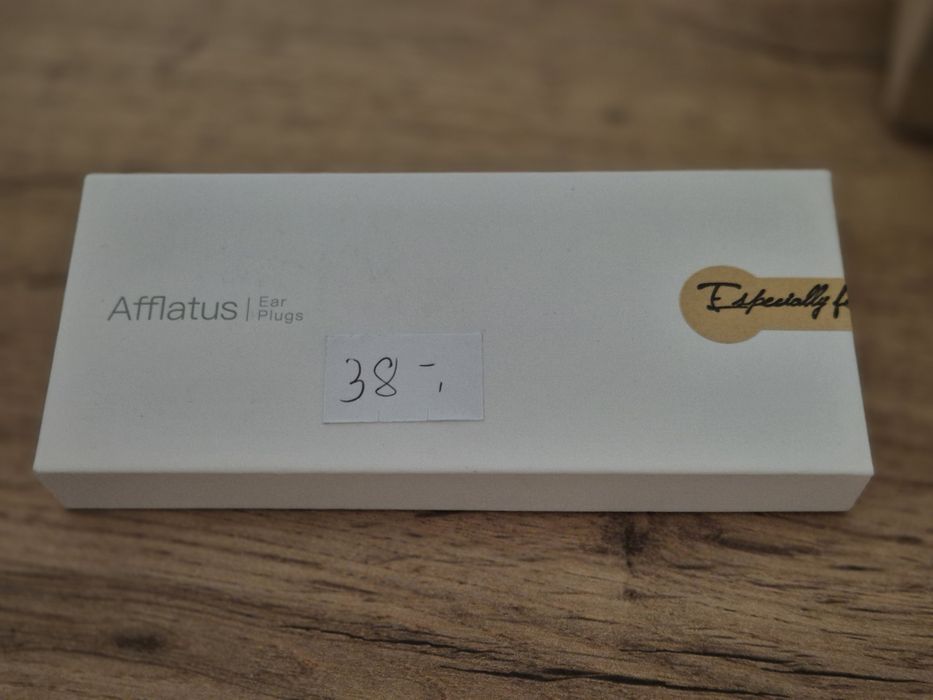 Afflatus | Ear
Plugs
38 -,
Especially